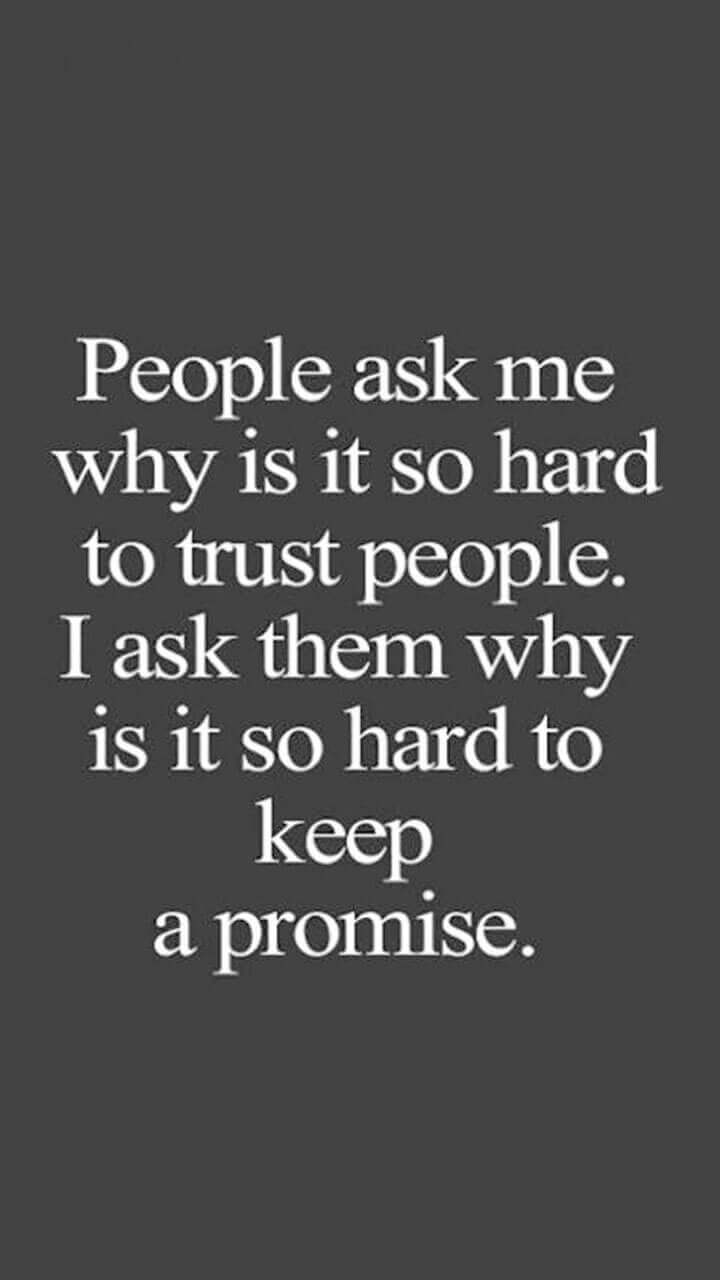 People ask me
why is it so hard
to trust people.
I ask them why
is it so hard to
keep
a promise.